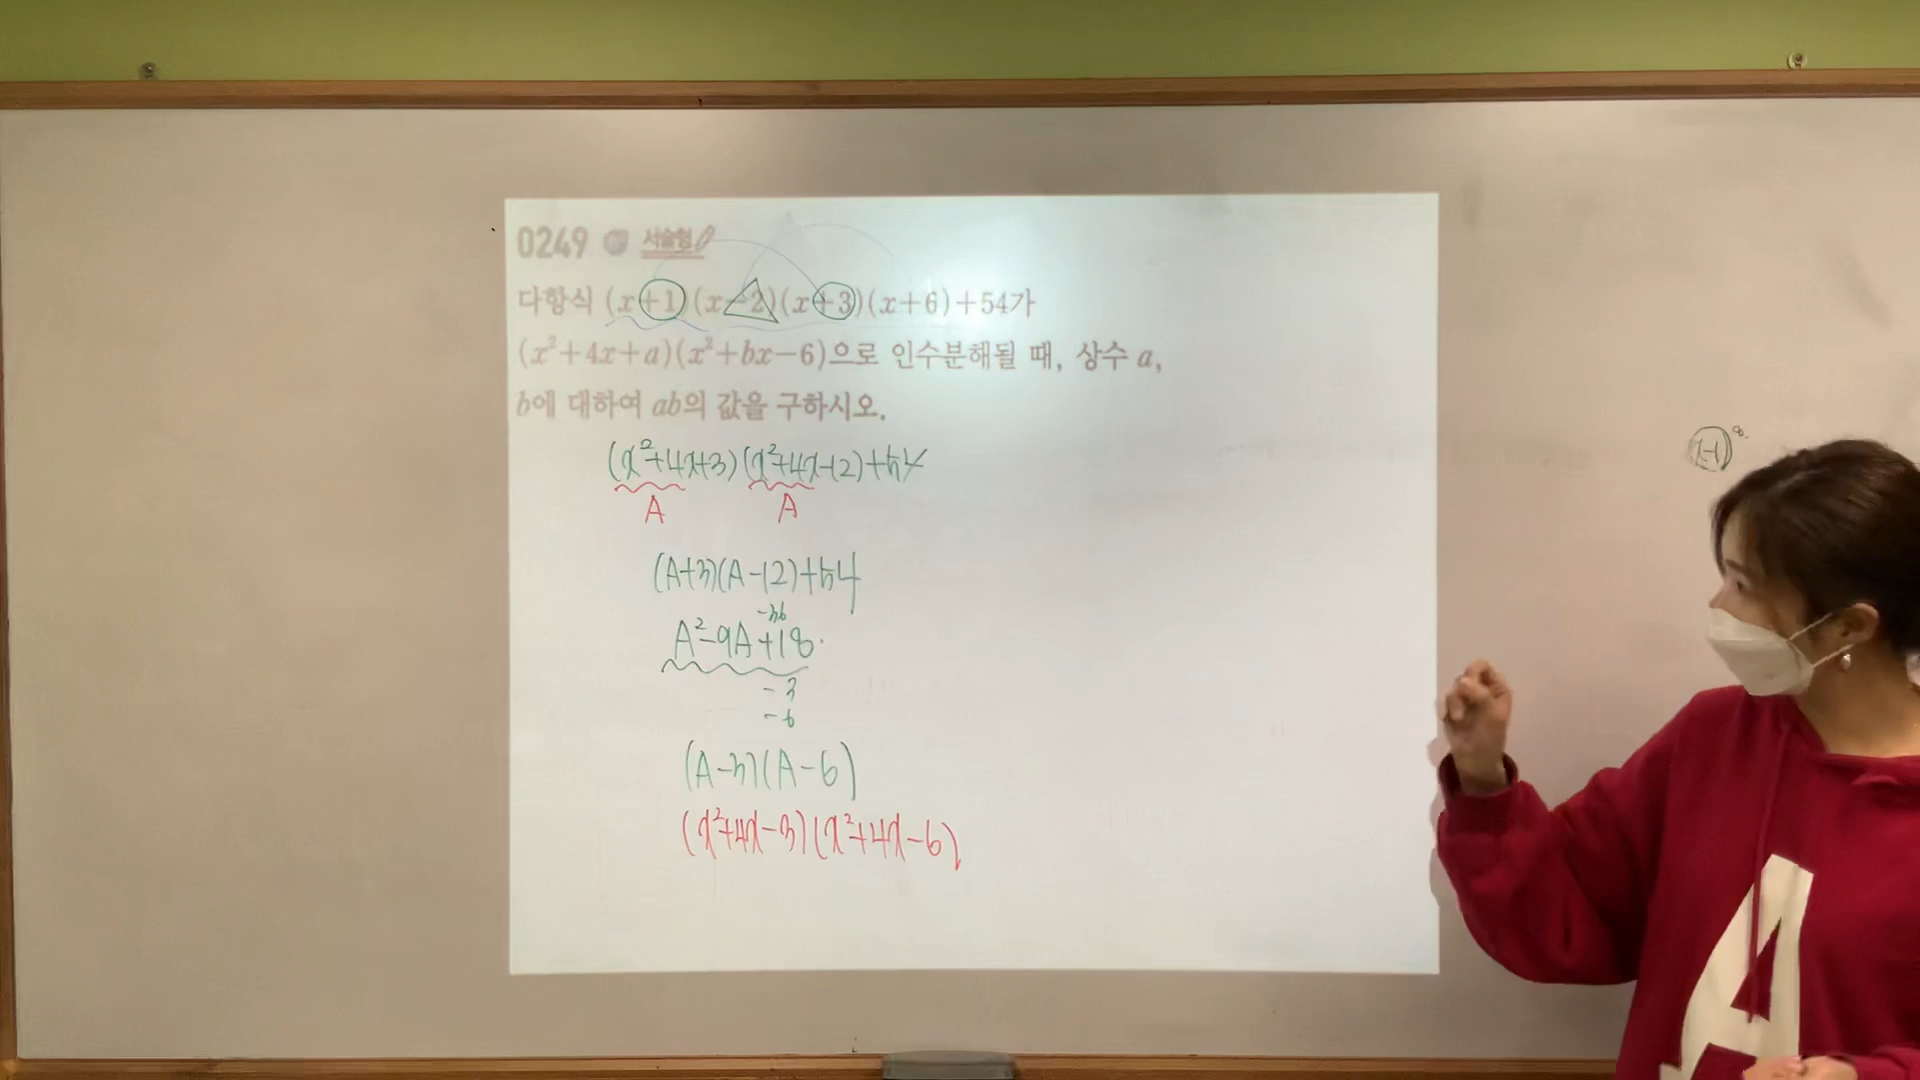 0249 서술형
다항식 (x+1)(x-2)(x+3)(x+6)+54가
(x²+4x+a)(x²+bx-6)으로 인수분해될 때, 상수 a,
b에 대하여 ab의 값을 구하시오.
(x²+4x+3)(x²+4x-12)+54
A A
(A+3)(A-12)+54
-36
A²-9A+18
-3
-6
(A-3)(A-6)
(x²+4x-3)(x²+4x-6)
A